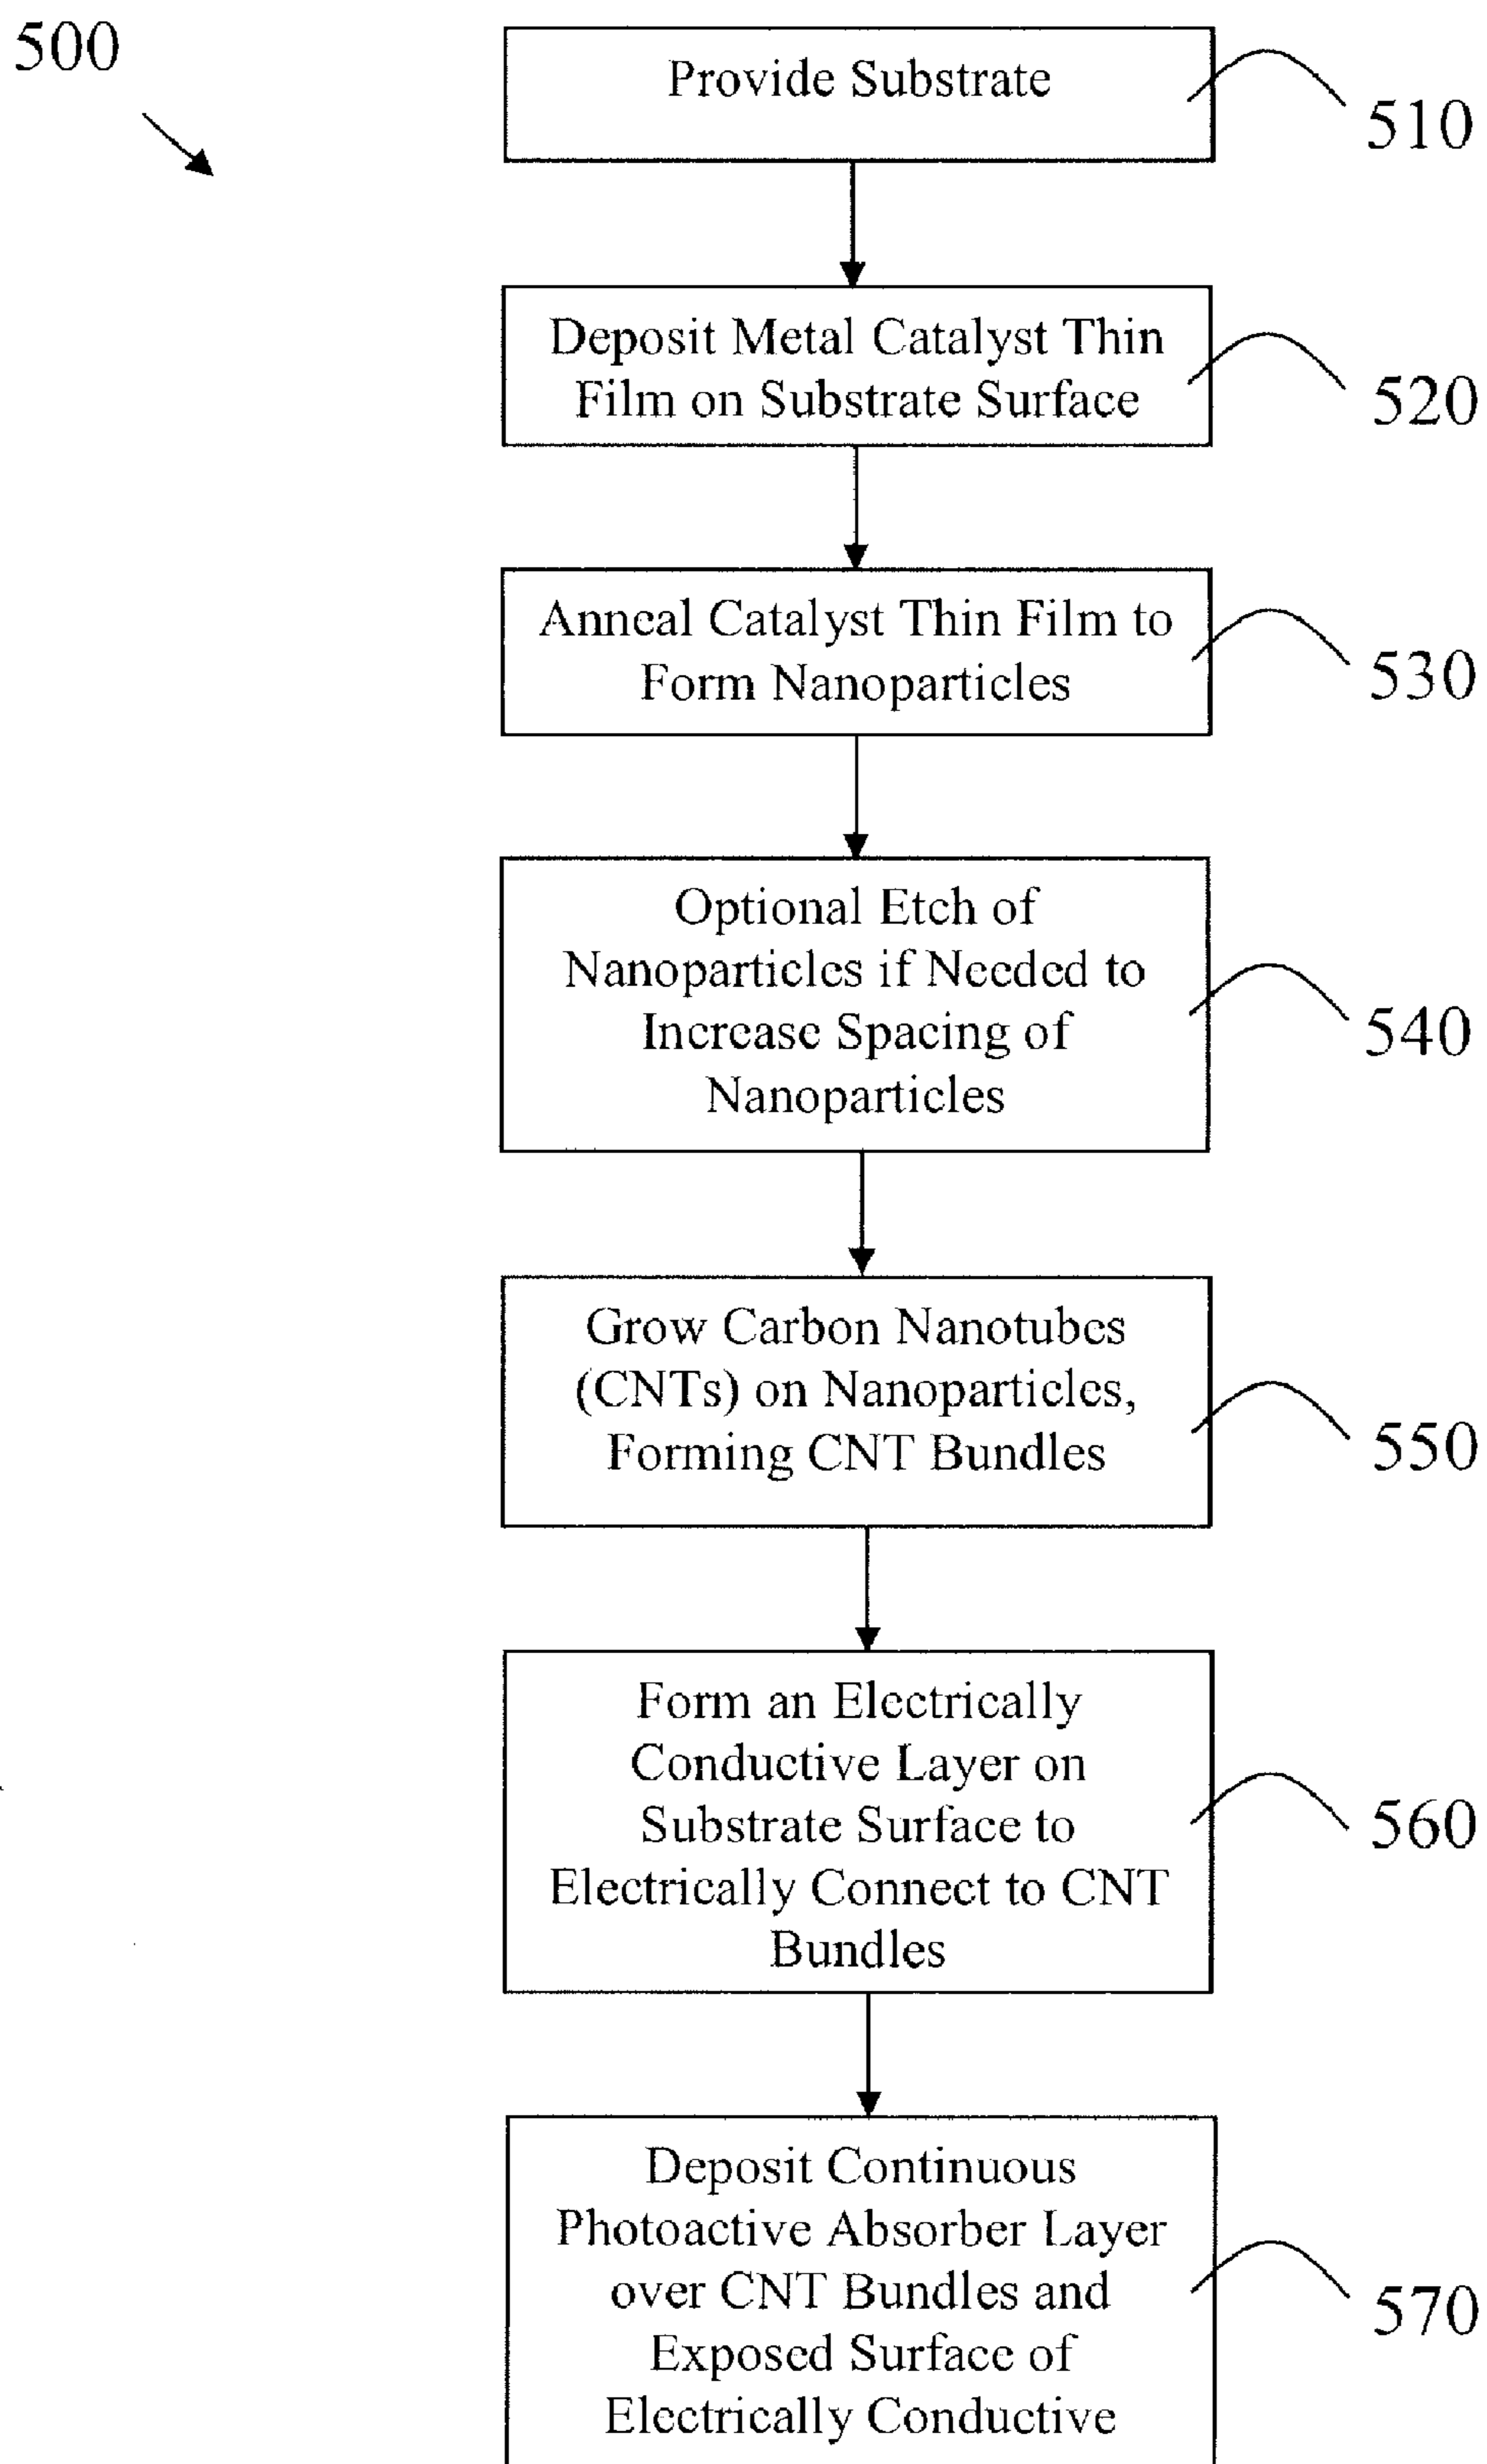 500
Provide Substrate
510
Deposit Metal Catalyst Thin
Film on Substrate Surface
520
Anneal Catalyst Thin Film to
Form Nanoparticles
530
Optional Etch of
Nanoparticles if Needed to
Increase Spacing of
Nanoparticles
540
Grow Carbon Nanotubes
(CNTs) on Nanoparticles,
Forming CNT Bundles
550
Form an Electrically
Conductive Layer on
Substrate Surface to
Electrically Connect to CNT
Bundles
560
Deposit Continuous
Photoactive Absorber Layer
over CNT Bundles and
Exposed Surface of
Electrically Conductive
570